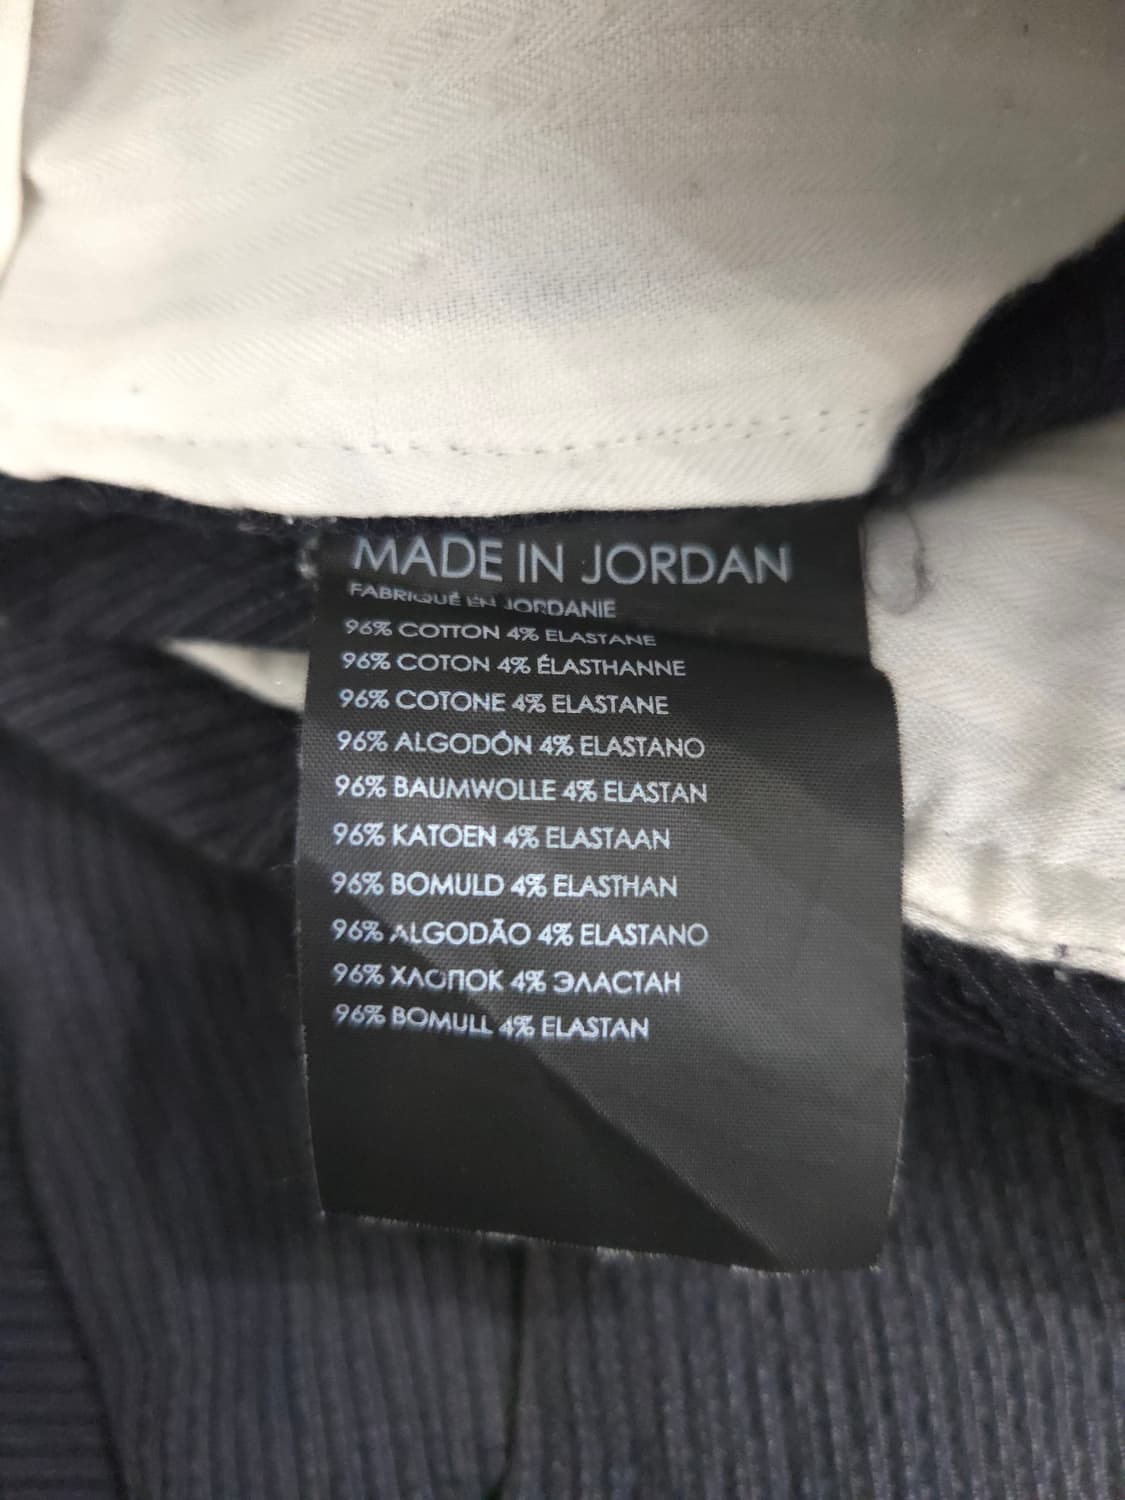 MADE IN JORDAN
FABRIQUÉ EN JORDANIE
96% COTTON 4% ELASTANE
96% COTON 4% ÉLASTHANNE
96% COTONE 4% ELASTANE
96% ALGODÓN 4% ELASTANO
96% BAUMWOLLE 4% ELASTAN
96% KATOEN 4% ELASTAAN
96% BOMULD 4% ELASTHAN
96% ALGODÃO 4% ELASTANO
96% ХЛОПОК 4% ЭЛАСТАН
96% BOMULL 4% ELASTAN